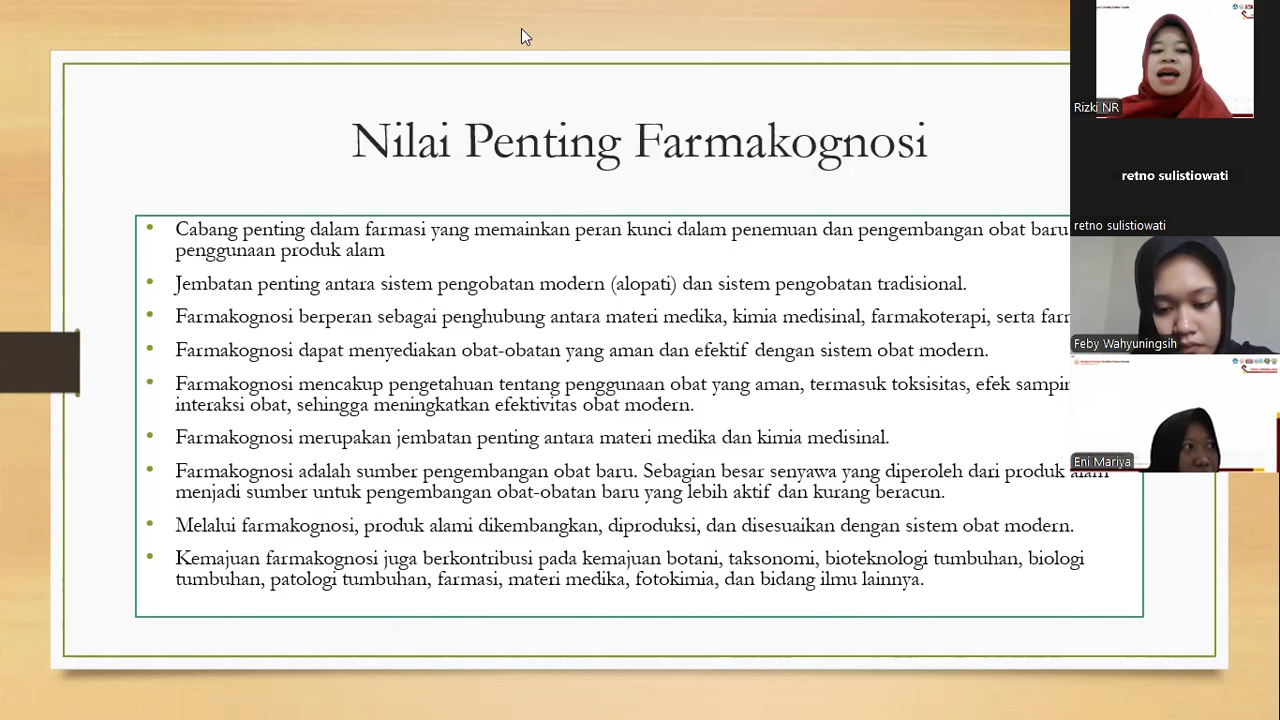 Nilai Penting Farmakognosi
• Cabang penting dalam farmasi yang memainkan peran kunci dalam penemuan dan pengembangan obat baru
penggunaan produk alam
• Jembatan penting antara sistem pengobatan modern (alopati) dan sistem pengobatan tradisional.
• Farmakognosi berperan sebagai penghubung antara materi medika, kimia medisinal, farmakoterapi, serta
• Farmakognosi dapat menyediakan obat-obatan yang aman dan efektif dengan sistem obat modern.
• Farmakognosi mencakup pengetahuan tentang penggunaan obat yang aman, termasuk toksisitas, efek
interaksi obat, sehingga meningkatkan efektivitas obat modern.
• Farmakognosi merupakan jembatan penting antara materi medika dan kimia medisinal.
• Farmakognosi adalah sumber pengembangan obat baru. Sebagian besar senyawa yang diperoleh dari produk alam
menjadi sumber untuk pengembangan obat-obatan baru yang lebih aktif dan kurang beracun.
• Melalui farmakognosi, produk alami dikembangkan, diproduksi, dan disesuaikan dengan sistem obat modern.
• Kemajuan farmakognosi juga berkontribusi pada kemajuan botani, taksonomi, bioteknologi tumbuhan, biologi
tumbuhan, patologi tumbuhan, farmasi, materi medika, fotokimia, dan bidang ilmu lainnya.
Rizki NR
retno sulistiowati
retno sulistiowati
Feby Wahyuningsih
Eni Mariya